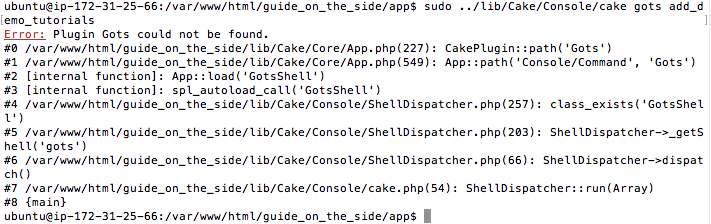 ubuntu@ip-172-31-25-66:/var/www/html/guide_on_the_side/app$ sudo ../lib/Cake/Console/cake gots add_d
[emo_tutorials ]
Error: Plugin Gots could not be found.
#0 /var/www/html/guide_on_the_side/lib/Cake/Core/App.php(227): CakePlugin::path('Gots')
#1 /var/www/html/guide_on_the_side/lib/Cake/Core/App.php(549): App::path('Console/Command', 'Gots')
#2 [internal function]: App::load('GotsShell')
#3 [internal function]: spl_autoload_call('GotsShell')
#4 /var/www/html/guide_on_the_side/lib/Cake/Console/ShellDispatcher.php(257): class_exists('GotsShel
l')
#5 /var/www/html/guide_on_the_side/lib/Cake/Console/ShellDispatcher.php(203): ShellDispatcher->_getS
hell('gots')
#6 /var/www/html/guide_on_the_side/lib/Cake/Console/ShellDispatcher.php(66): ShellDispatcher->dispat
ch()
#7 /var/www/html/guide_on_the_side/lib/Cake/Console/cake.php(54): ShellDispatcher::run(Array)
#8 {main}
ubuntu@ip-172-31-25-66:/var/www/html/guide_on_the_side/app$